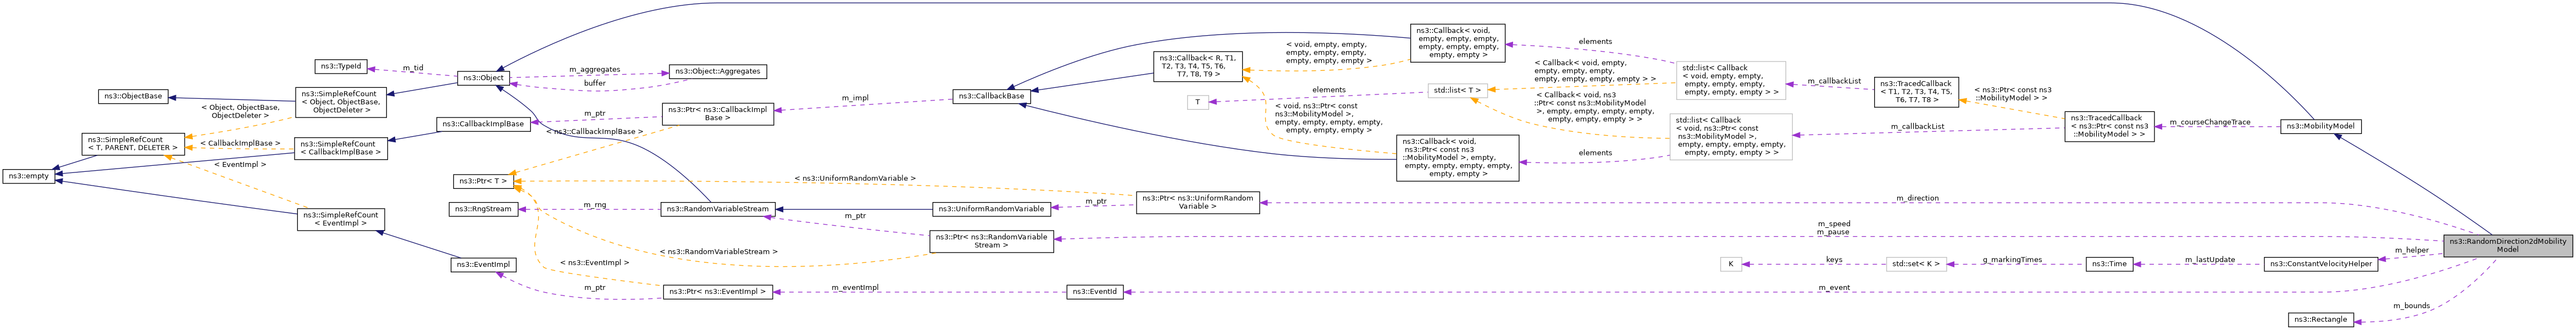 ns3::empty
ns3::SimpleRefCount
< T, PARENT, DELETER >
ns3::ObjectBase
< Object, ObjectBase,
ObjectDeleter >
< CallbackImplBase >
< EventImpl >
ns3::TypeId
ns3::SimpleRefCount
< Object, ObjectBase,
ObjectDeleter >
ns3::SimpleRefCount
< CallbackImplBase >
ns3::SimpleRefCount
< EventImpl >
m_tid
ns3::Object
ns3::CallbackImplBase
ns3::Ptr< T >
ns3::RngStream
ns3::EventImpl
m_aggregates
buffer
m_ptr
< ns3::CallbackImplBase >
m_rng
< ns3::EventImpl >
m_ptr
ns3::Object::Aggregates
ns3::Ptr< ns3::CallbackImpl
Base >
ns3::RandomVariableStream
< ns3::RandomVariableStream >
ns3::Ptr< ns3::EventImpl >
m_impl
< ns3::UniformRandomVariable >
m_ptr
m_eventImpl
ns3::CallbackBase
ns3::UniformRandomVariable
ns3::Ptr< ns3::RandomVariable
Stream >
ns3::EventId
m_ptr
ns3::Callback< R, T1,
T2, T3, T4, T5, T6,
T7, T8, T9 >
T
ns3::Ptr< ns3::UniformRandom
Variable >
< void, empty, empty,
empty, empty, empty,
empty, empty, empty >
elements
< void, ns3::Ptr< const
ns3::MobilityModel >,
empty, empty, empty, empty,
empty, empty, empty >
ns3::Callback< void,
empty, empty, empty,
empty, empty, empty,
empty, empty >
std::list< T >
ns3::Callback< void,
ns3::Ptr< const ns3
::MobilityModel >, empty,
empty, empty, empty, empty,
empty, empty >
elements
< Callback< void, empty,
empty, empty, empty,
empty, empty, empty, empty > >
< Callback< void, ns3
::Ptr< const ns3::MobilityModel
>, empty, empty, empty,
empty, empty, empty > >
elements
std::list< Callback
< void, empty, empty,
empty, empty, empty,
empty, empty, empty > >
std::list< Callback
< void, ns3::Ptr< const
ns3::MobilityModel >,
empty, empty, empty, empty,
empty, empty, empty > >
K
m_callbackList
m_speed
m_pause
keys
m_event
ns3::TracedCallback
< T1, T2, T3, T4, T5,
T6, T7, T8 >
m_callbackList
m_direction
std::set< K >
< ns3::Ptr< const ns3
::MobilityModel > >
g_markingTimes
ns3::TracedCallback
< ns3::Ptr< const ns3
::MobilityModel > >
ns3::Time
m_courseChangeTrace
m_lastUpdate
ns3::MobilityModel
ns3::ConstantVelocityHelper
ns3::Rectangle
m_helper
m_bounds
ns3::RandomDirection2dMobility
Model